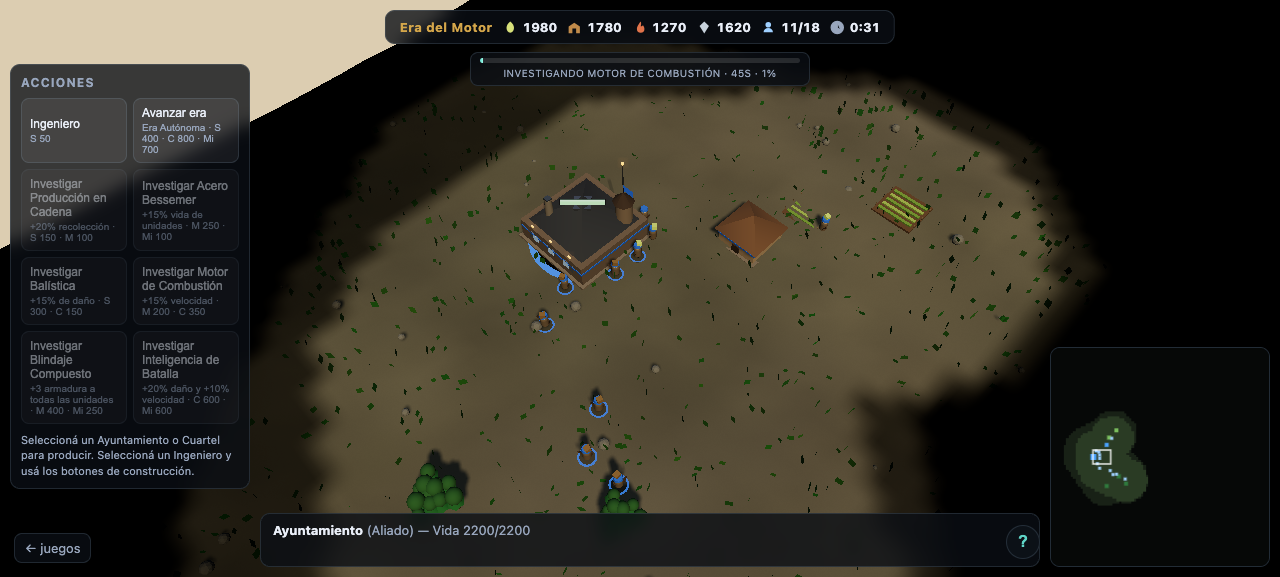 Era del Motor 1980 1780 1270 1620 11/18 0:31
INVESTIGANDO MOTOR DE COMBUSTIÓN · 45S · 1%
ACCIONES
Ingeniero
S 50
Avanzar era
Era Autónoma · S
400 · C 800 · Mi
700
Investigar
Producción en
Cadena
+20% recolección ·
S 150 · M 100
Investigar Acero
Bessemer
+15% vida de
unidades · M 250 ·
Mi 100
Investigar
Balística
+15% de daño · S
300 · C 150
Investigar Motor
de Combustión
+15% velocidad ·
M 200 · C 350
Investigar
Blindaje
Compuesto
+3 armadura a
todas las unidades
· M 400 · Mi 250
Investigar
Inteligencia de
Batalla
+20% daño y +10%
velocidad · C 600 ·
Mi 600
Seleccioná un Ayuntamiento o Cuartel
para producir. Seleccioná un Ingeniero y
usá los botones de construcción.
Ayuntamiento (Aliado) — Vida 2200/2200
?
← juegos